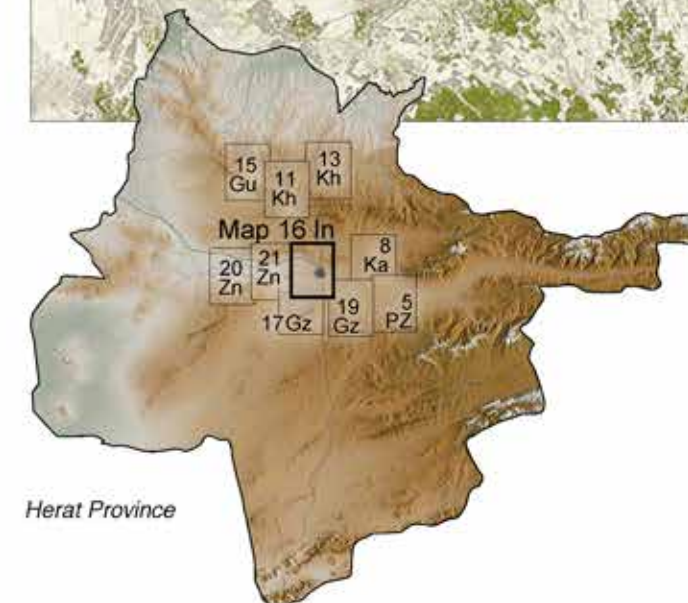 15
Gu
11
Kh
13
Kh
Map 16 In
20
Zn
21
Zn
8
Ka
17Gz
19
Gz
5
PZ
Herat Province